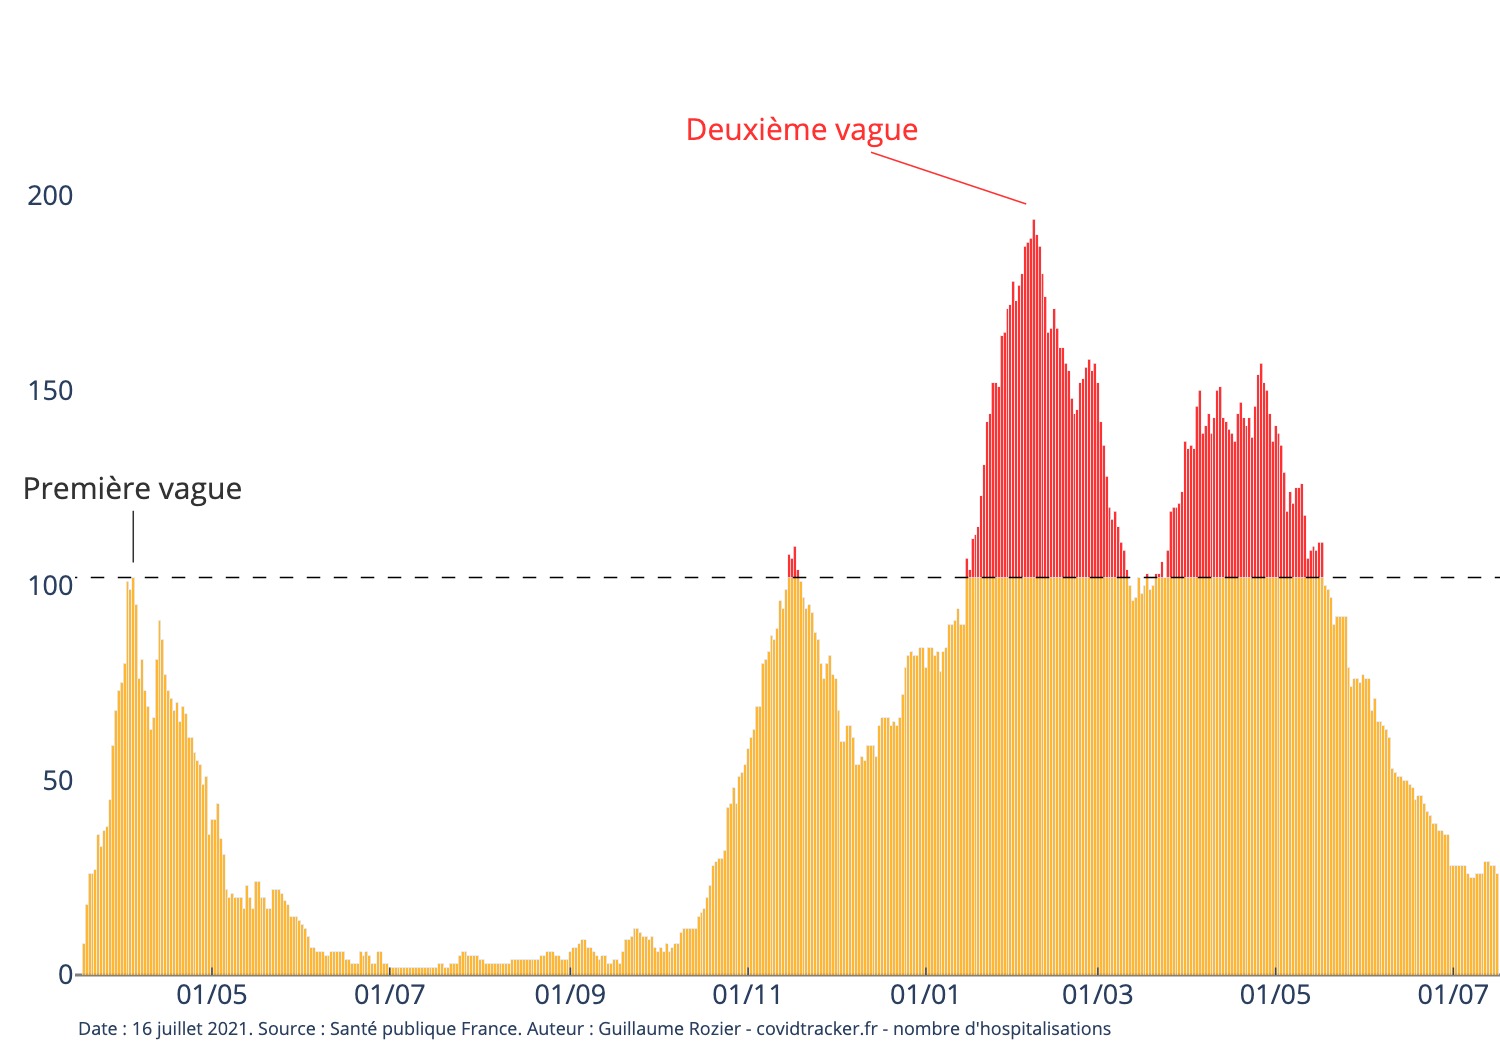 Deuxième vague
200
150
Première vague
100
50
0
01/05 01/07 01/09 01/11 01/01 01/03 01/05 01/07
Date : 16 juillet 2021. Source : Santé publique France. Auteur : Guillaume Rozier - covidtracker.fr - nombre d'hospitalisations